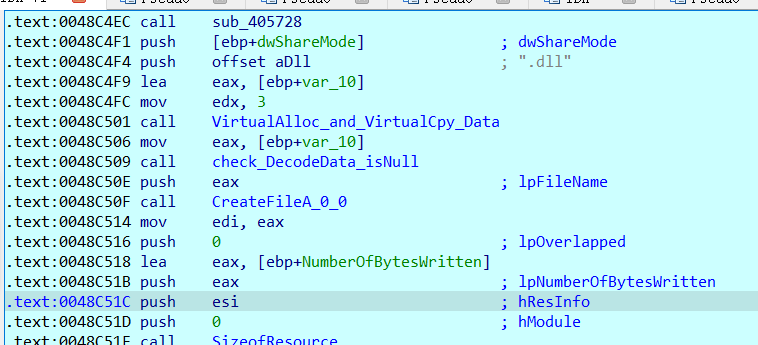 .text:0048C4EC call sub_405728
.text:0048C4F1 push [ebp+dwShareMode] ; dwShareMode
.text:0048C4F4 push offset aDll ; ".dll"
.text:0048C4F9 lea eax, [ebp+var_10]
.text:0048C4FC mov edx, 3
.text:0048C501 call VirtualAlloc_and_VirtualCpy_Data
.text:0048C506 mov eax, [ebp+var_10]
.text:0048C509 call check_DecodeData_isNull
.text:0048C50E push eax ; lpFileName
.text:0048C50F call CreateFileA_0_0
.text:0048C514 mov edi, eax
.text:0048C516 push 0 ; lpOverlapped
.text:0048C518 lea eax, [ebp+NumberOfBytesWritten]
.text:0048C51B push eax ; lpNumberOfBytesWritten
.text:0048C51C push esi ; hResInfo
.text:0048C51D push 0 ; hModule
.text:0048C51F call SizeofResource